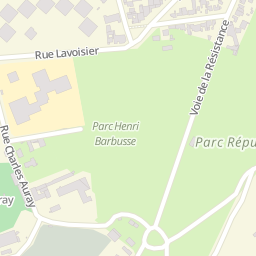 Rue Lavoisier
Voie de la Résistance
Parc Henri
Barbusse
Parc Répu
Rue Charles Auray
ray